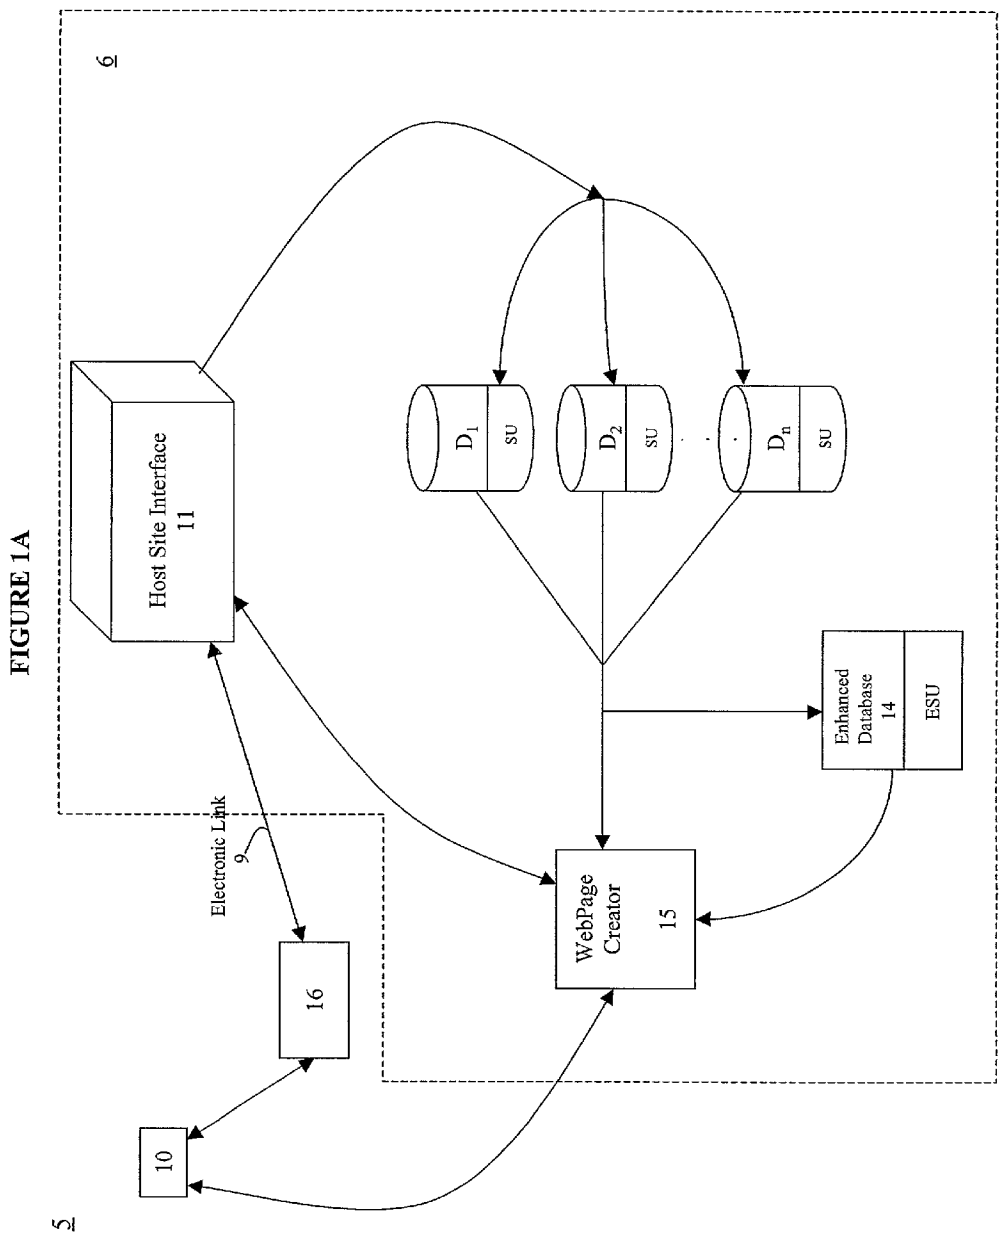 FIGURE 1A
5
6
10
16
Electronic Link
9
Host Site Interface
11
WebPage
Creator
15
D1
SU
D2
SU
. . .
Dn
SU
Enhanced
Database
14
ESU